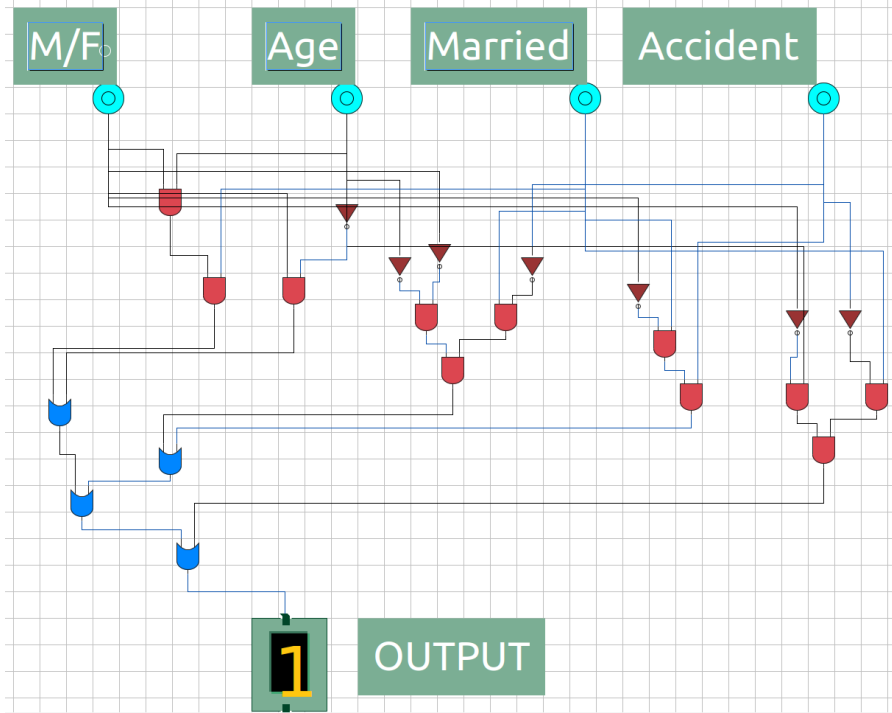 M/F
Age
Married
Accident
1
OUTPUT